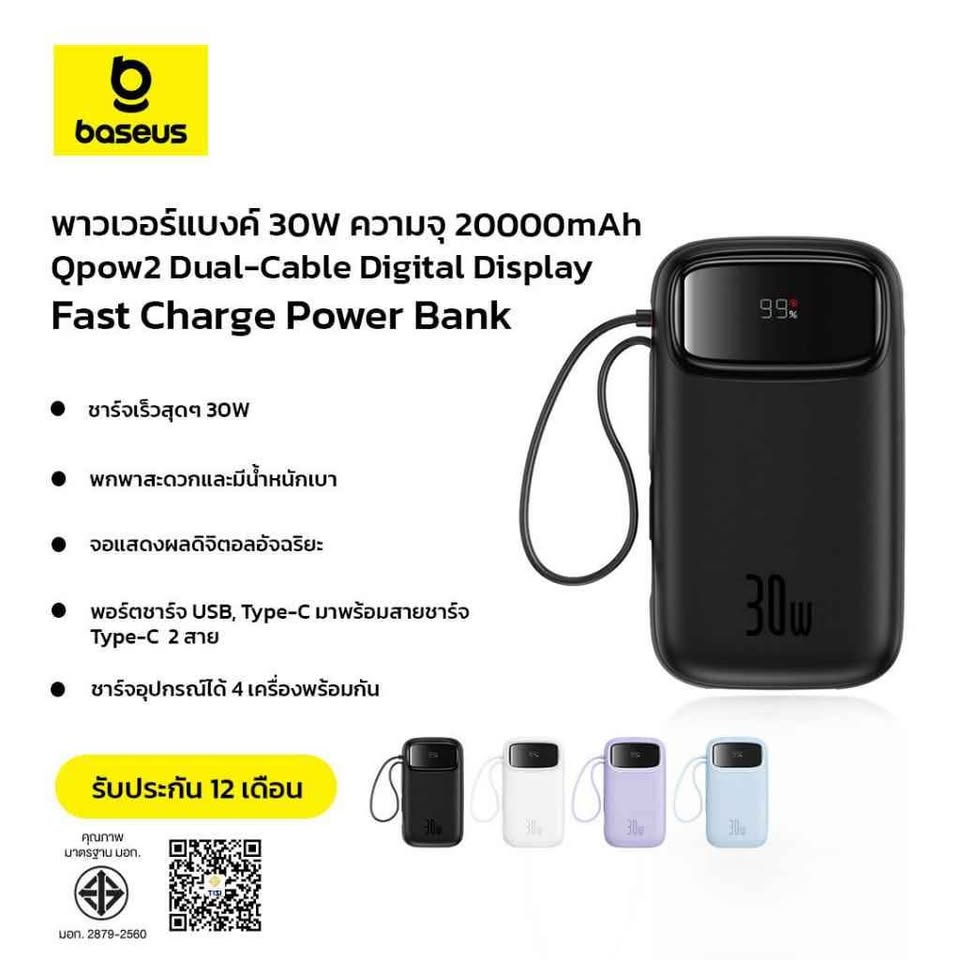 baseus
พาวเวอร์แบงค์ 30W ความจุ 20000mAh
Qpow2 Dual-Cable Digital Display
Fast Charge Power Bank
99%
ชาร์จเร็วสุดๆ 30W
พกพาสะดวกและมีน้ำหนักเบา
จอแสดงผลดิจิตอลอัจฉริยะ
พอร์ตชาร์จ USB, Type-C มาพร้อมสายชาร์จ
Type-C 2 สาย
ชาร์จอุปกรณ์ได้ 4 เครื่องพร้อมกัน
30W
30W
30W
30W
30W
รับประกัน 12 เดือน
คุณภาพ
มาตรฐาน มอก.
TISI
มอก. 2879-2560